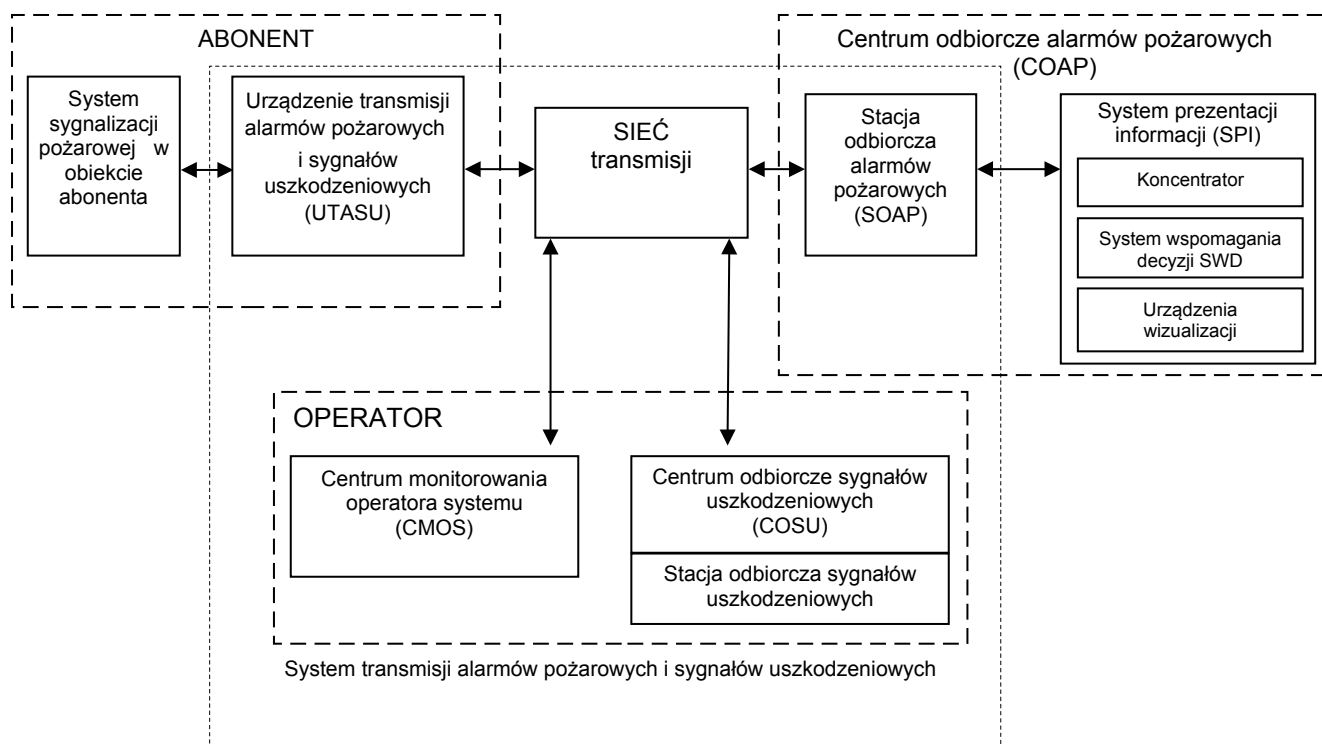 ABONENT
System
sygnalizacji
pożarowej w
obiekcie
abonenta
Urządzenie transmisji
alarmów pożarowych
i sygnałów
uszkodzeniowych
(UTASU)
SIEĆ
transmisji
Centrum odbiorcze alarmów pożarowych
(COAP)
Stacja
odbiorcza
alarmów
pożarowych
(SOAP)
System prezentacji
informacji (SPI)
Koncentrator
System wspomagania
decyzji SWD
Urządzenia
wizualizacji
OPERATOR
Centrum monitorowania
operatora systemu
(CMOS)
Centrum odbiorcze sygnałów
uszkodzeniowych
(COSU)
Stacja odbiorcza sygnałów
uszkodzeniowych
System transmisji alarmów pożarowych i sygnałów uszkodzeniowych